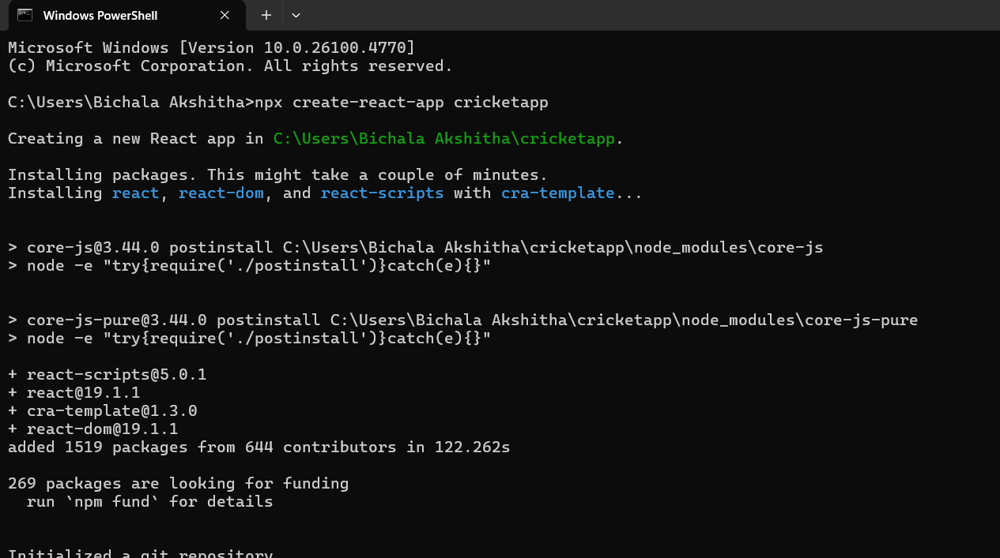 Windows PowerShell
Microsoft Windows [Version 10.0.26100.4770]
(c) Microsoft Corporation. All rights reserved.
C:\Users\Bichala Akshitha>npx create-react-app cricketapp
Creating a new React app in C:\Users\Bichala Akshitha\cricketapp.
Installing packages. This might take a couple of minutes.
Installing react, react-dom, and react-scripts with cra-template...
> core-js@3.44.0 postinstall C:\Users\Bichala Akshitha\cricketapp\node_modules\core-js
> node -e "try{require('./postinstall')}catch(e){}"
> core-js-pure@3.44.0 postinstall C:\Users\Bichala Akshitha\cricketapp\node_modules\core-js-pure
> node -e "try{require('./postinstall')}catch(e){}"
+ react-scripts@5.0.1
+ react@19.1.1
+ cra-template@1.3.0
+ react-dom@19.1.1
added 1519 packages from 644 contributors in 122.262s
269 packages are looking for funding
  run `npm fund` for details
Initialized a git repository.